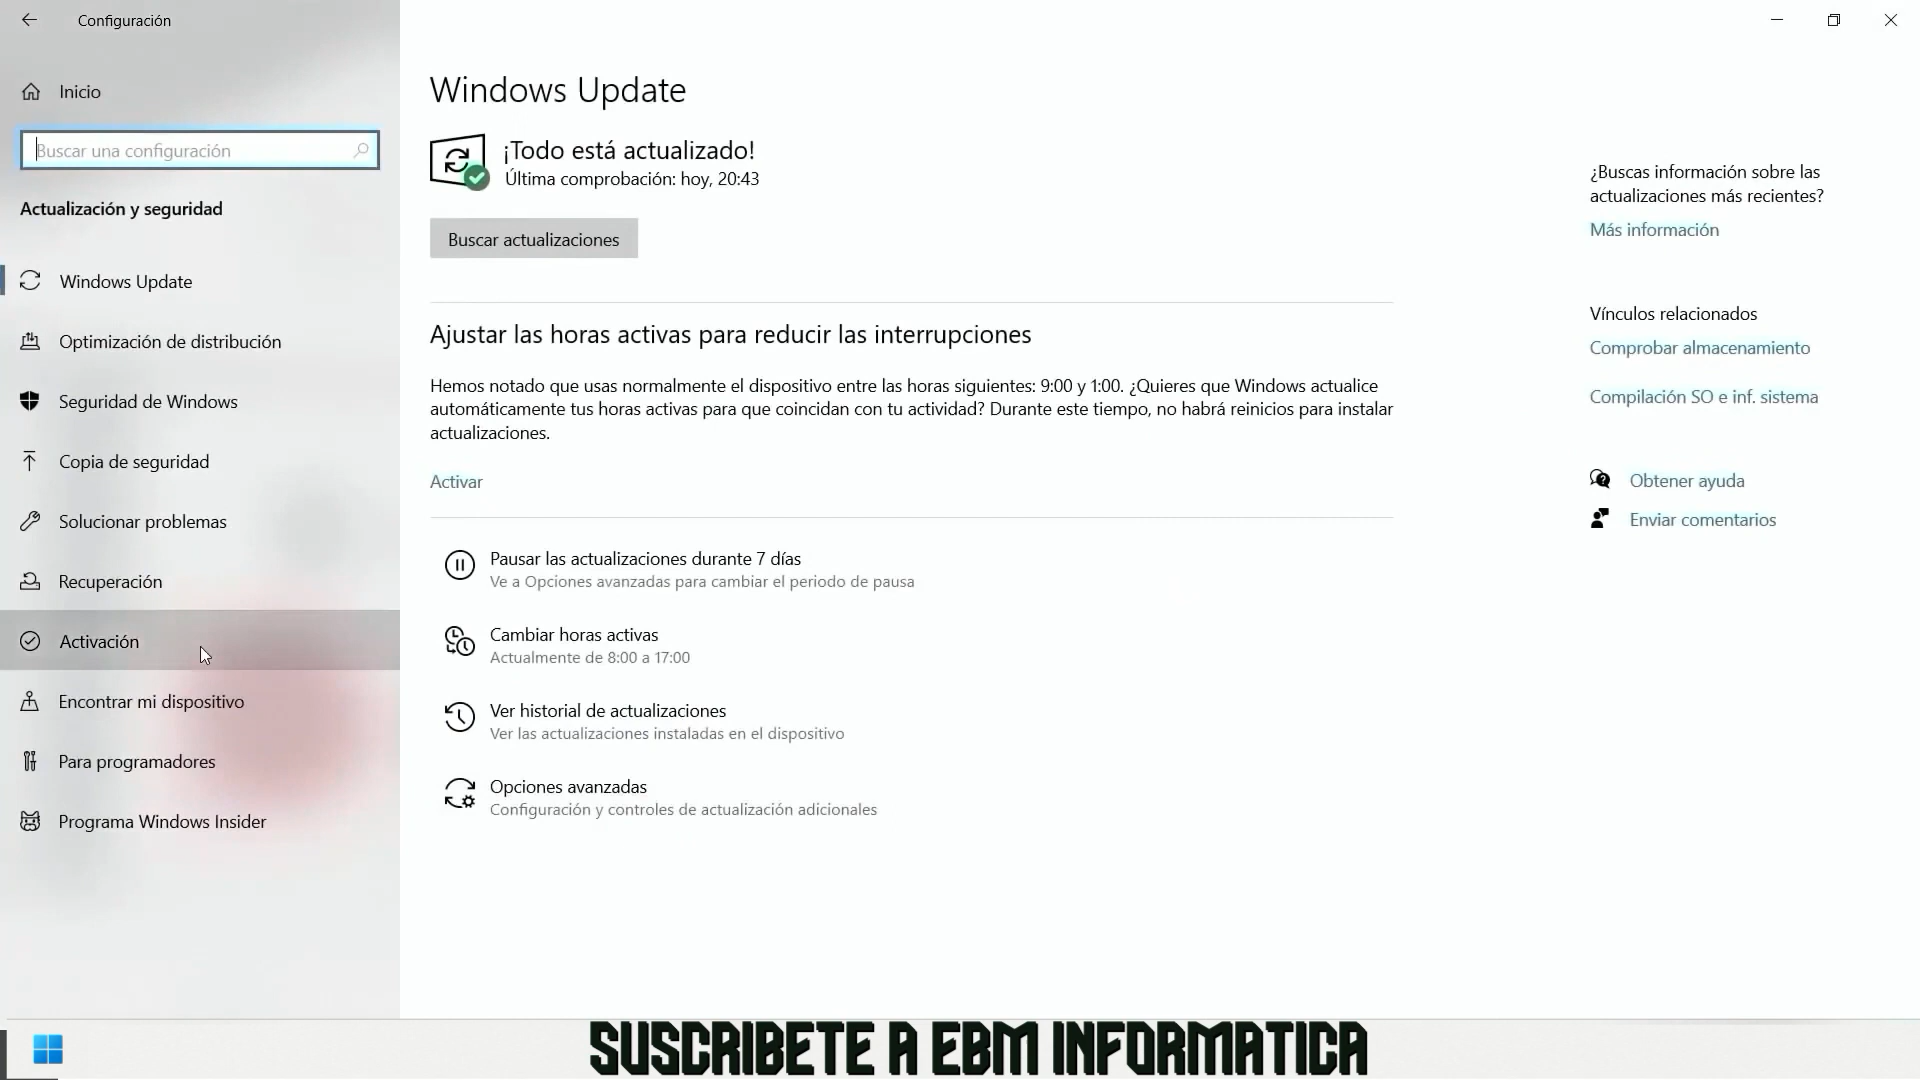 Configuración
Inicio
Buscar una configuración
Actualización y seguridad
Windows Update
Optimización de distribución
Seguridad de Windows
Copia de seguridad
Solucionar problemas
Recuperación
Activación
Encontrar mi dispositivo
Para programadores
Programa Windows Insider
Windows Update
¡Todo está actualizado!
Última comprobación: hoy, 20:43
Buscar actualizaciones
Ajustar las horas activas para reducir las interrupciones
Hemos notado que usas normalmente el dispositivo entre las horas siguientes: 9:00 y 1:00. ¿Quieres que Windows actualice
automáticamente tus horas activas para que coincidan con tu actividad? Durante este tiempo, no habrá reinicios para instalar
actualizaciones.
Activar
Pausar las actualizaciones durante 7 días
Ve a Opciones avanzadas para cambiar el periodo de pausa
Cambiar horas activas
Actualmente de 8:00 a 17:00
Ver historial de actualizaciones
Ver las actualizaciones instaladas en el dispositivo
Opciones avanzadas
Configuración y controles de actualización adicionales
¿Buscas información sobre las
actualizaciones más recientes?
Más información
Vínculos relacionados
Comprobar almacenamiento
Compilación SO e inf. sistema
Obtener ayuda
Enviar comentarios
SUSCRIBETE A EBM INFORMATICA